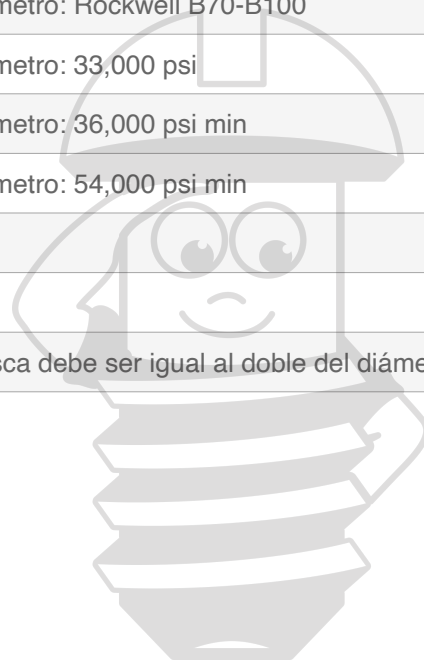 metro: Rockwell B70-B100
metro: 33,000 psi
metro: 36,000 psi min
metro: 54,000 psi min
sca debe ser igual al doble del diáme